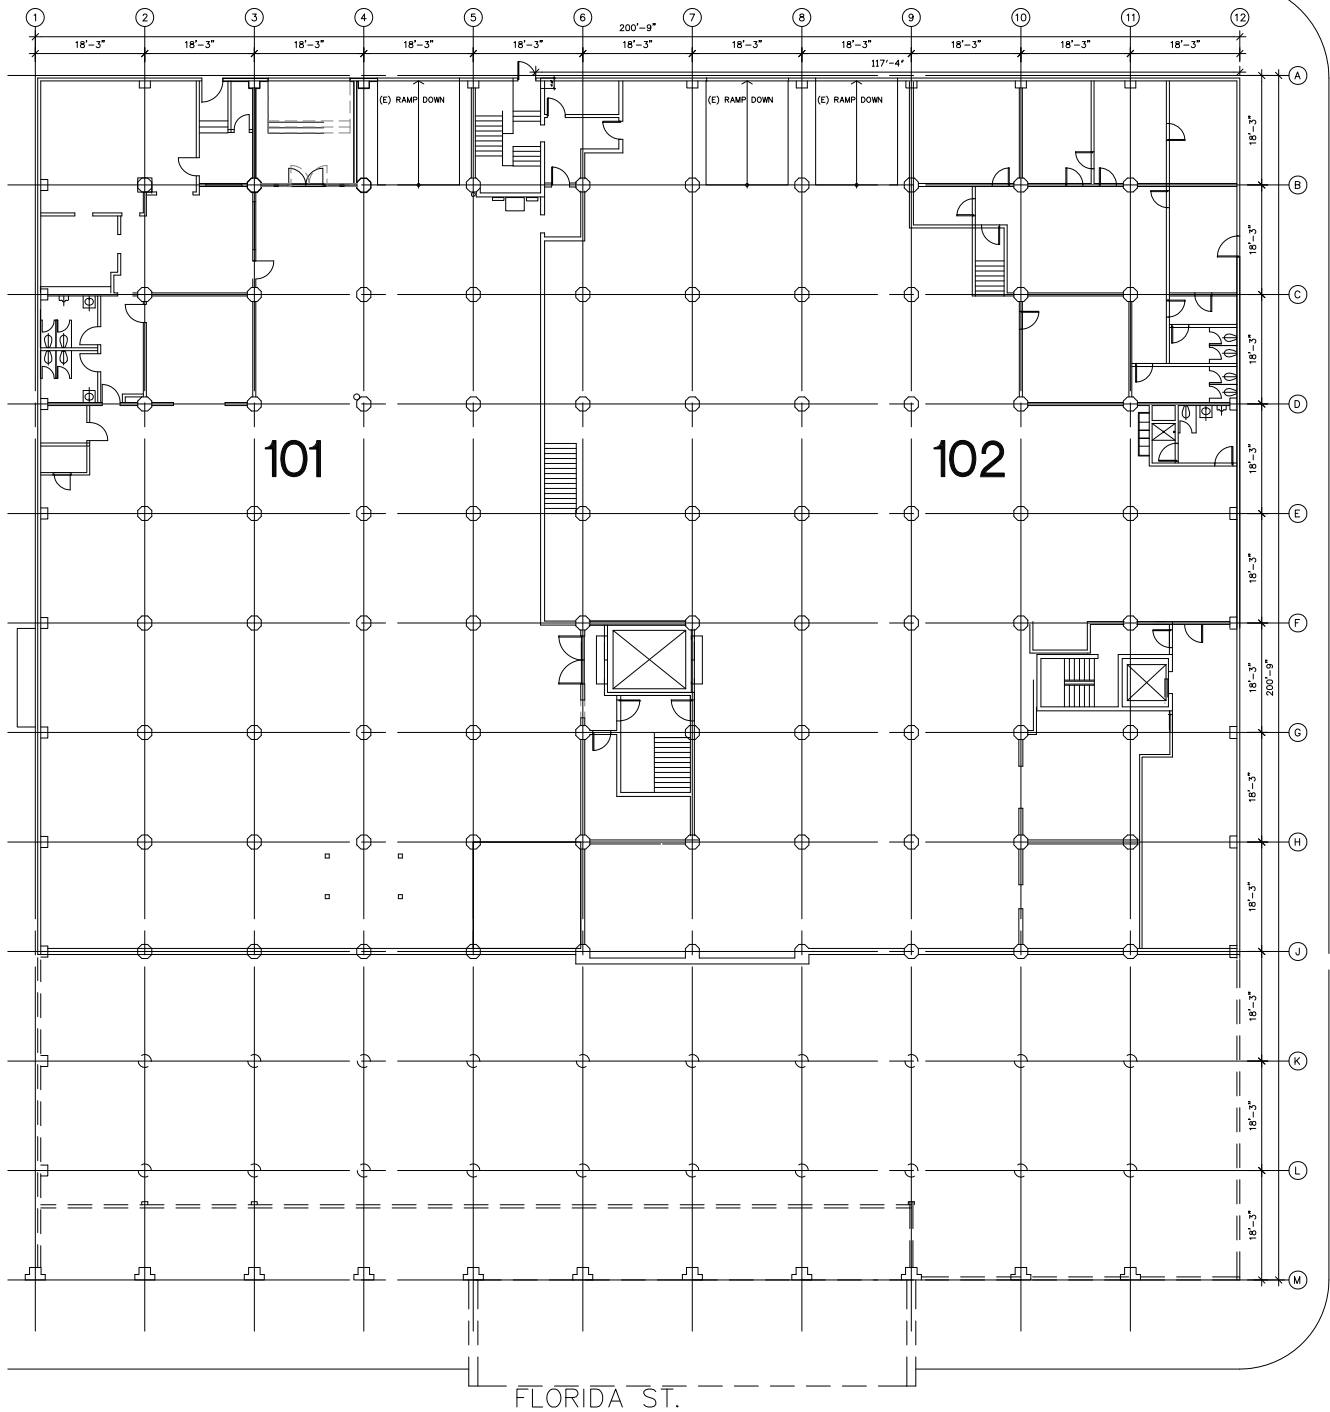 1 2 3 4 5 6 7 8 9 10 11 12
200'-9"
18'-3" 18'-3" 18'-3" 18'-3" 18'-3" 18'-3" 18'-3" 18'-3" 18'-3" 18'-3" 18'-3"
117'-4"
A
(E) RAMP DOWN (E) RAMP DOWN (E) RAMP DOWN
18'-3"
B
18'-3"
C
18'-3"
D
101 102
18'-3"
E
18'-3"
F
18'-3"
200'-9"
G
18'-3"
H
18'-3"
J
18'-3"
K
18'-3"
L
18'-3"
M
FLORIDA ST.